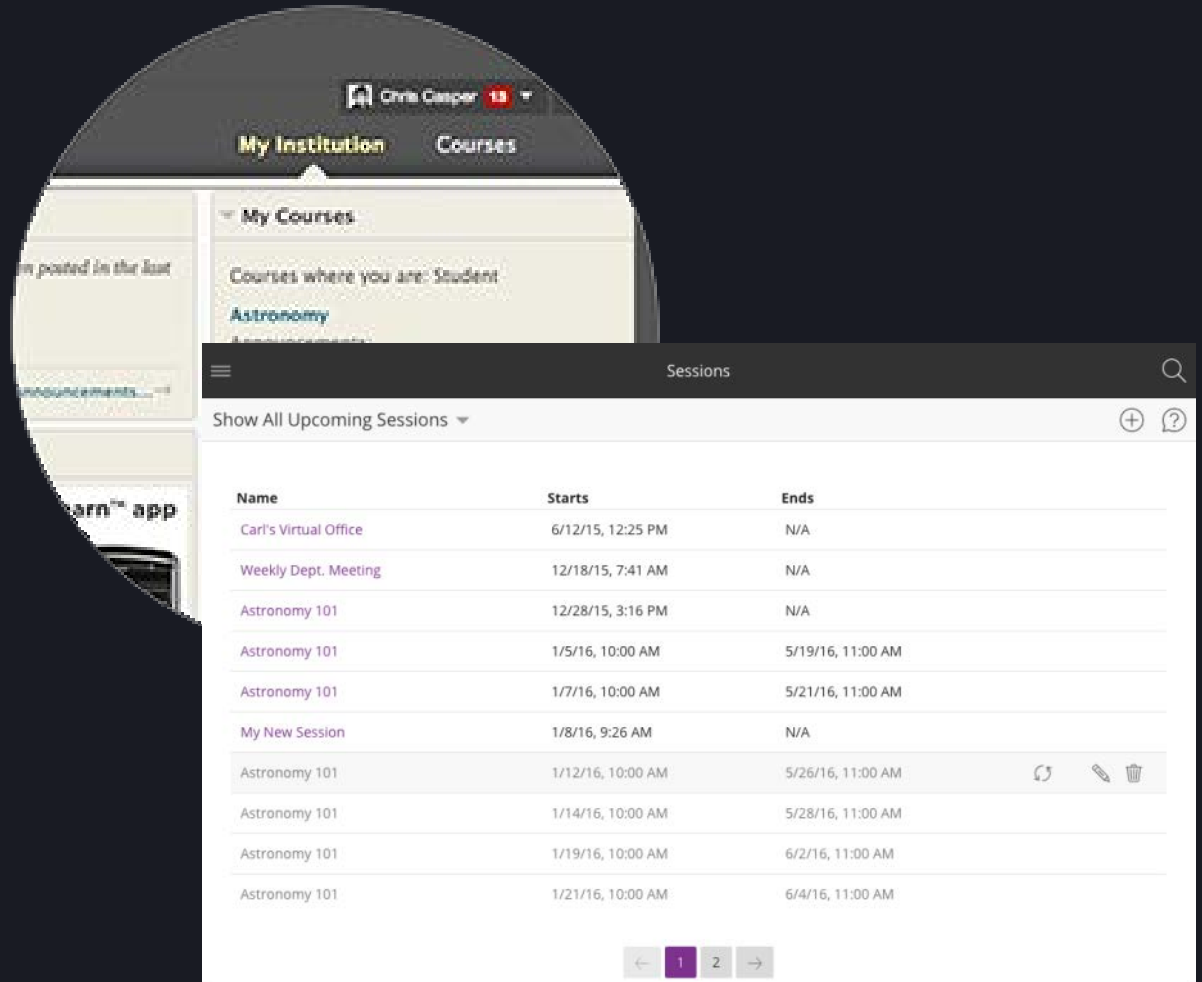 Chris Casper 13
My Institution Courses
My Courses
posted in the last
Courses where you are: Student
Astronomy
Announcements:
nnouncements...
earn™ app
Sessions
Show All Upcoming Sessions
Name Starts Ends
Carl's Virtual Office 6/12/15, 12:25 PM N/A
Weekly Dept. Meeting 12/18/15, 7:41 AM N/A
Astronomy 101 12/28/15, 3:16 PM N/A
Astronomy 101 1/5/16, 10:00 AM 5/19/16, 11:00 AM
Astronomy 101 1/7/16, 10:00 AM 5/21/16, 11:00 AM
My New Session 1/8/16, 9:26 AM N/A
Astronomy 101 1/12/16, 10:00 AM 5/26/16, 11:00 AM
Astronomy 101 1/14/16, 10:00 AM 5/28/16, 11:00 AM
Astronomy 101 1/19/16, 10:00 AM 6/2/16, 11:00 AM
Astronomy 101 1/21/16, 10:00 AM 6/4/16, 11:00 AM
← 1 2 →